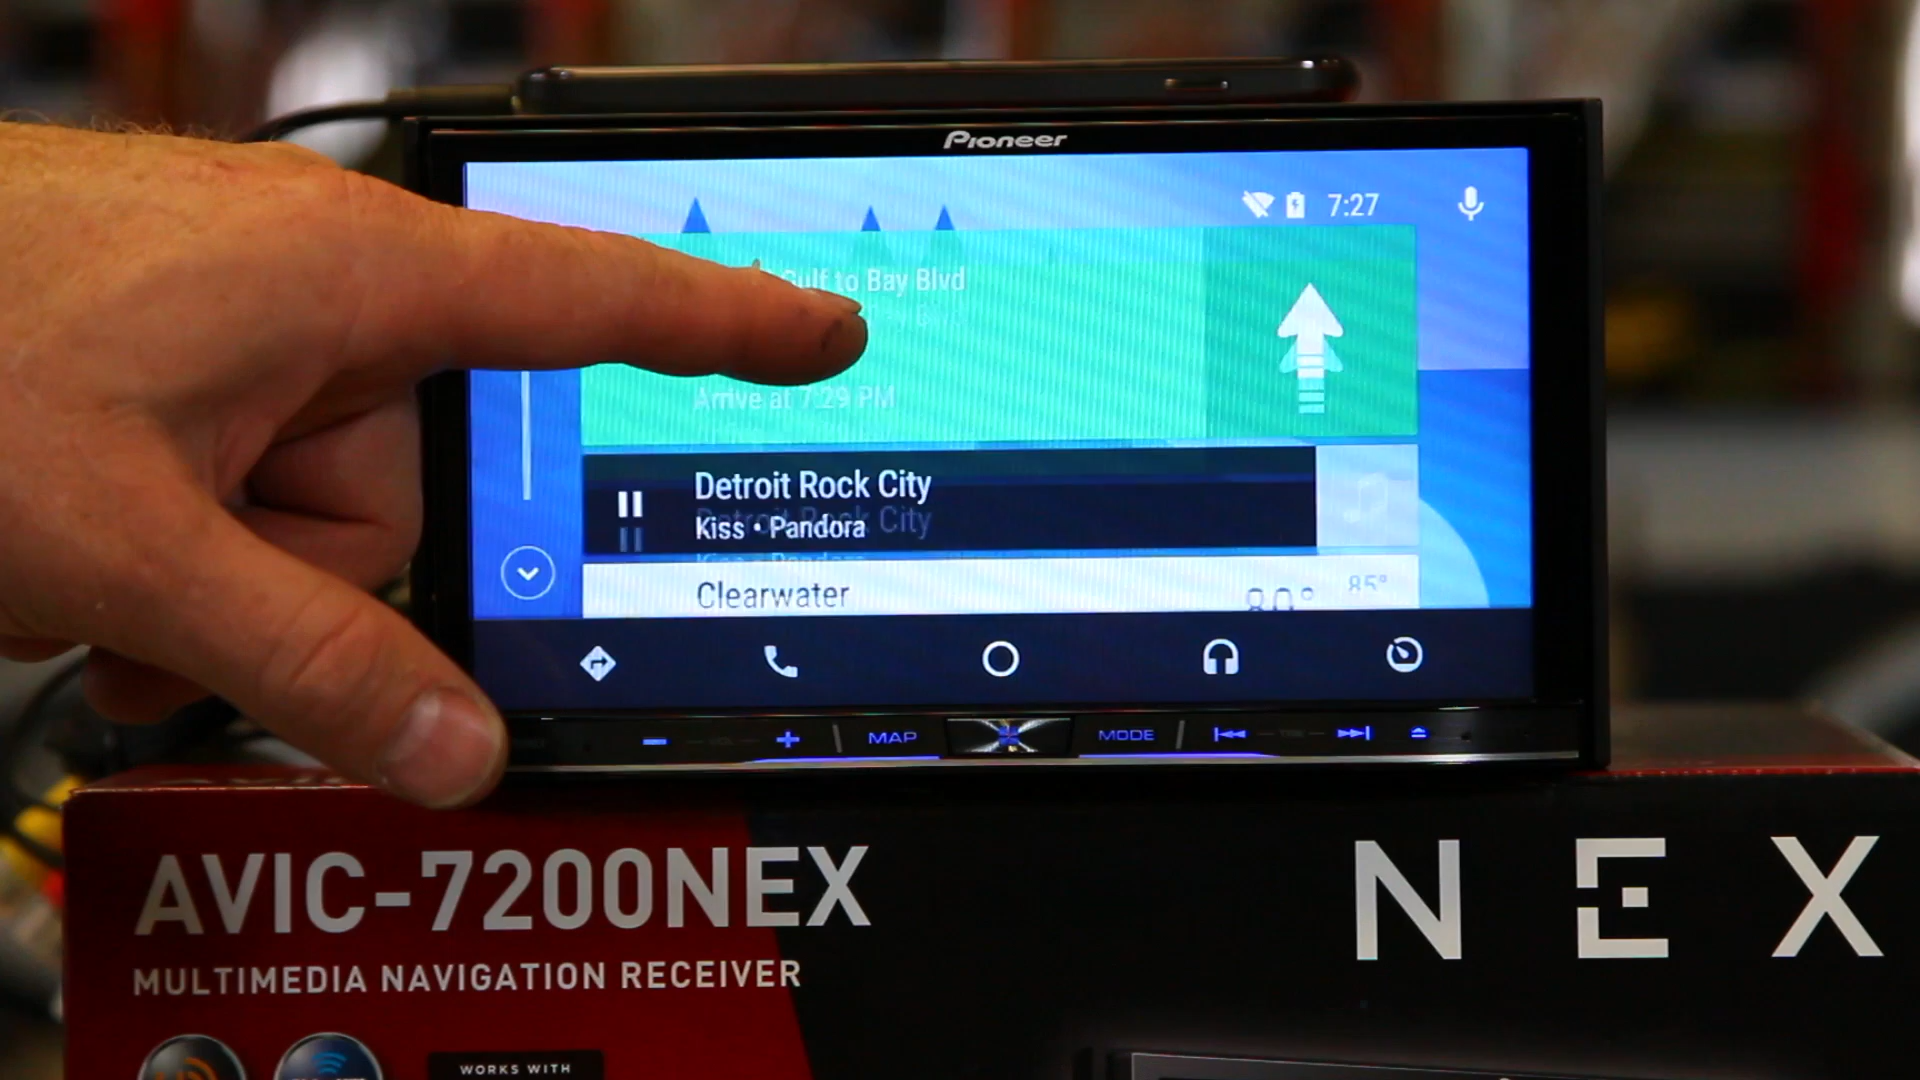 Pioneer
7:27
Gulf to Bay Blvd
Arrive at 7:29 PM
Detroit Rock City
Kiss • Pandora
Clearwater
80° 85°
MAP
MODE
AVIC-7200NEX
MULTIMEDIA NAVIGATION RECEIVER
NEX
WORKS WITH